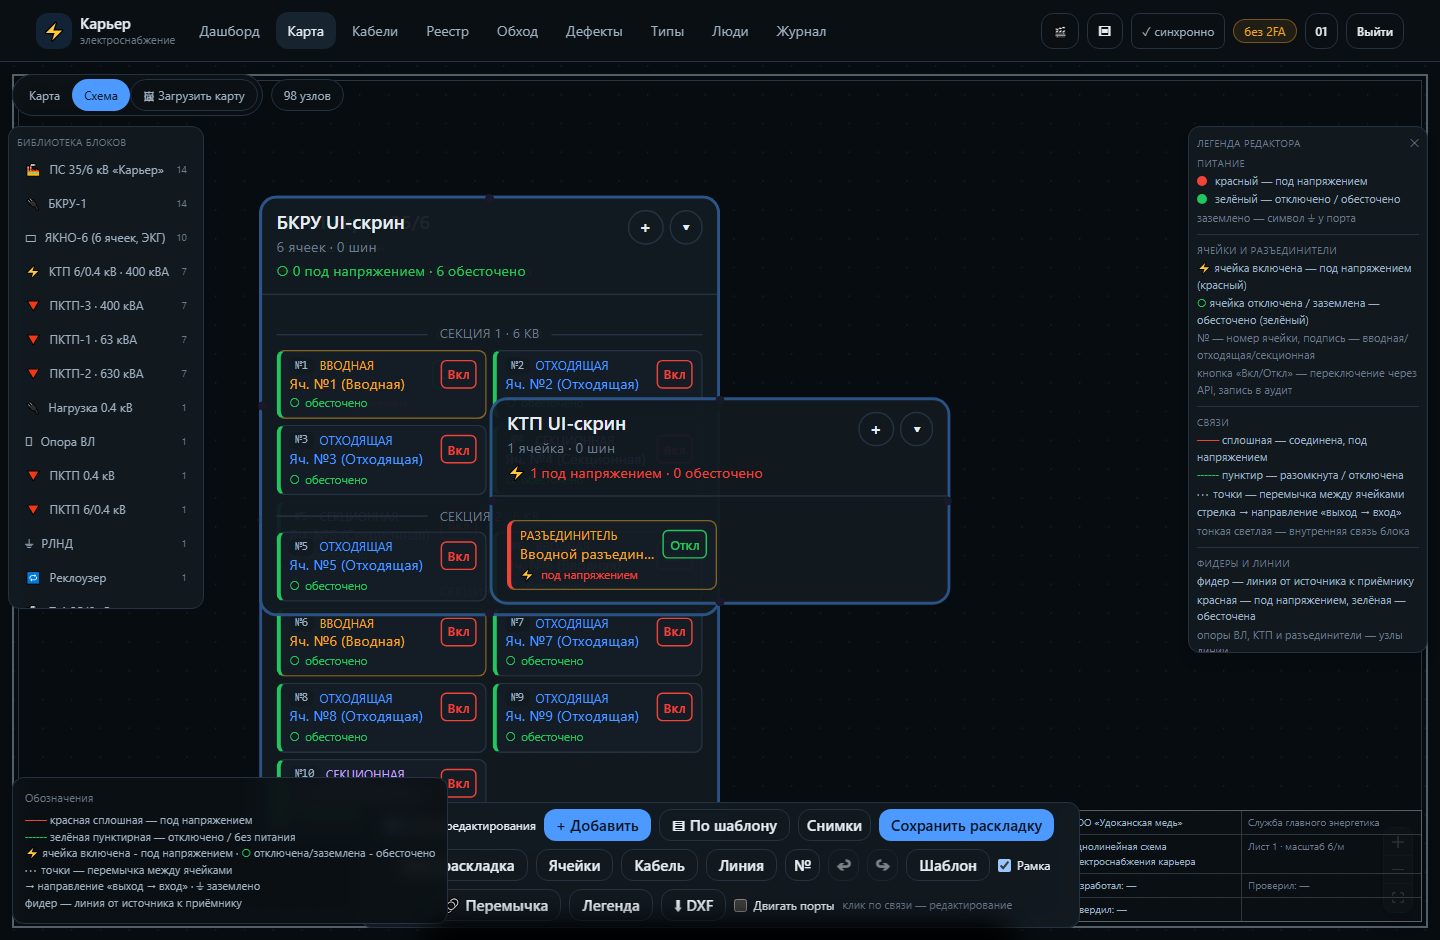 Карьер
электроснабжение
Дашборд
Карта
Кабели
Реестр
Обход
Дефекты
Типы
Люди
Журнал
✓ синхронно
без 2FA
01
Выйти
Карта
Схема
Загрузить карту
98 узлов
БИБЛИОТЕКА БЛОКОВ
ПС 35/6 кВ «Карьер» 14
БКРУ-1 14
ЯКНО-6 (6 ячеек, ЭКГ) 10
КТП 6/0.4 кВ · 400 кВА 7
ПКТП-3 · 400 кВА 7
ПКТП-1 · 63 кВА 7
ПКТП-2 · 630 кВА 7
Нагрузка 0.4 кВ 1
Опора ВЛ 1
ПКТП 0.4 кВ 1
ПКТП 6/0.4 кВ 1
РЛНД 1
Реклоузер 1
БКРУ UI-скрин
6 ячеек · 0 шин
0 под напряжением · 6 обесточено
СЕКЦИЯ 1 · 6 КВ
№1 ВВОДНАЯ
Яч. №1 (Вводная)
обесточено
Вкл
№2 ОТХОДЯЩАЯ
Яч. №2 (Отходящая)
Вкл
№3 ОТХОДЯЩАЯ
Яч. №3 (Отходящая)
обесточено
Вкл
СЕКЦИЯ
№5 ОТХОДЯЩАЯ
Яч. №5 (Отходящая)
обесточено
Вкл
№6 ВВОДНАЯ
Яч. №6 (Вводная)
обесточено
Вкл
№7 ОТХОДЯЩАЯ
Яч. №7 (Отходящая)
обесточено
Вкл
№8 ОТХОДЯЩАЯ
Яч. №8 (Отходящая)
обесточено
Вкл
№9 ОТХОДЯЩАЯ
Яч. №9 (Отходящая)
обесточено
Вкл
№10 СЕКЦИОННАЯ
Вкл
КТП UI-скрин
1 ячейка · 0 шин
1 под напряжением · 0 обесточено
РАЗЪЕДИНИТЕЛЬ
Вводной разъедин...
под напряжением
Откл
ЛЕГЕНДА РЕДАКТОРА
ПИТАНИЕ
красный — под напряжением
зелёный — отключено / обесточено
заземлено — символ ⏚ у порта
ЯЧЕЙКИ И РАЗЪЕДИНИТЕЛИ
ячейка включена — под напряжением
(красный)
ячейка отключена / заземлена —
обесточено (зелёный)
№ — номер ячейки, подпись — вводная/
отходящая/секционная
кнопка «Вкл/Откл» — переключение через
API, запись в аудит
СВЯЗИ
сплошная — соединена, под
напряжением
пунктир — разомкнута / отключена
точки — перемычка между ячейками
стрелка → направление «выход → вход»
тонкая светлая — внутренняя связь блока
ФИДЕРЫ И ЛИНИИ
фидер — линия от источника к приёмнику
красная — под напряжением, зелёная —
обесточена
опоры ВЛ, КТП и разъединители — узлы
линии
Обозначения
красная сплошная — под напряжением
зелёная пунктирная — отключено / без питания
ячейка включена - под напряжением · отключена/заземлена - обесточено
точки — перемычка между ячейками
→ направление «выход → вход» · ⏚ заземлено
фидер — линия от источника к приёмнику
редактирования
+ Добавить
По шаблону
Снимки
Сохранить раскладку
раскладка
Ячейки
Кабель
Линия
№
Шаблон
Рамка
Перемычка
Легенда
⬇ DXF
Двигать порты
клик по связи — редактирование
ОО «Удоканская медь»
Служба главного энергетика
днолинейная схема
лектроснабжения карьера
Лист 1 · масштаб б/м
зработал: —
Проверил: —
вердил: —